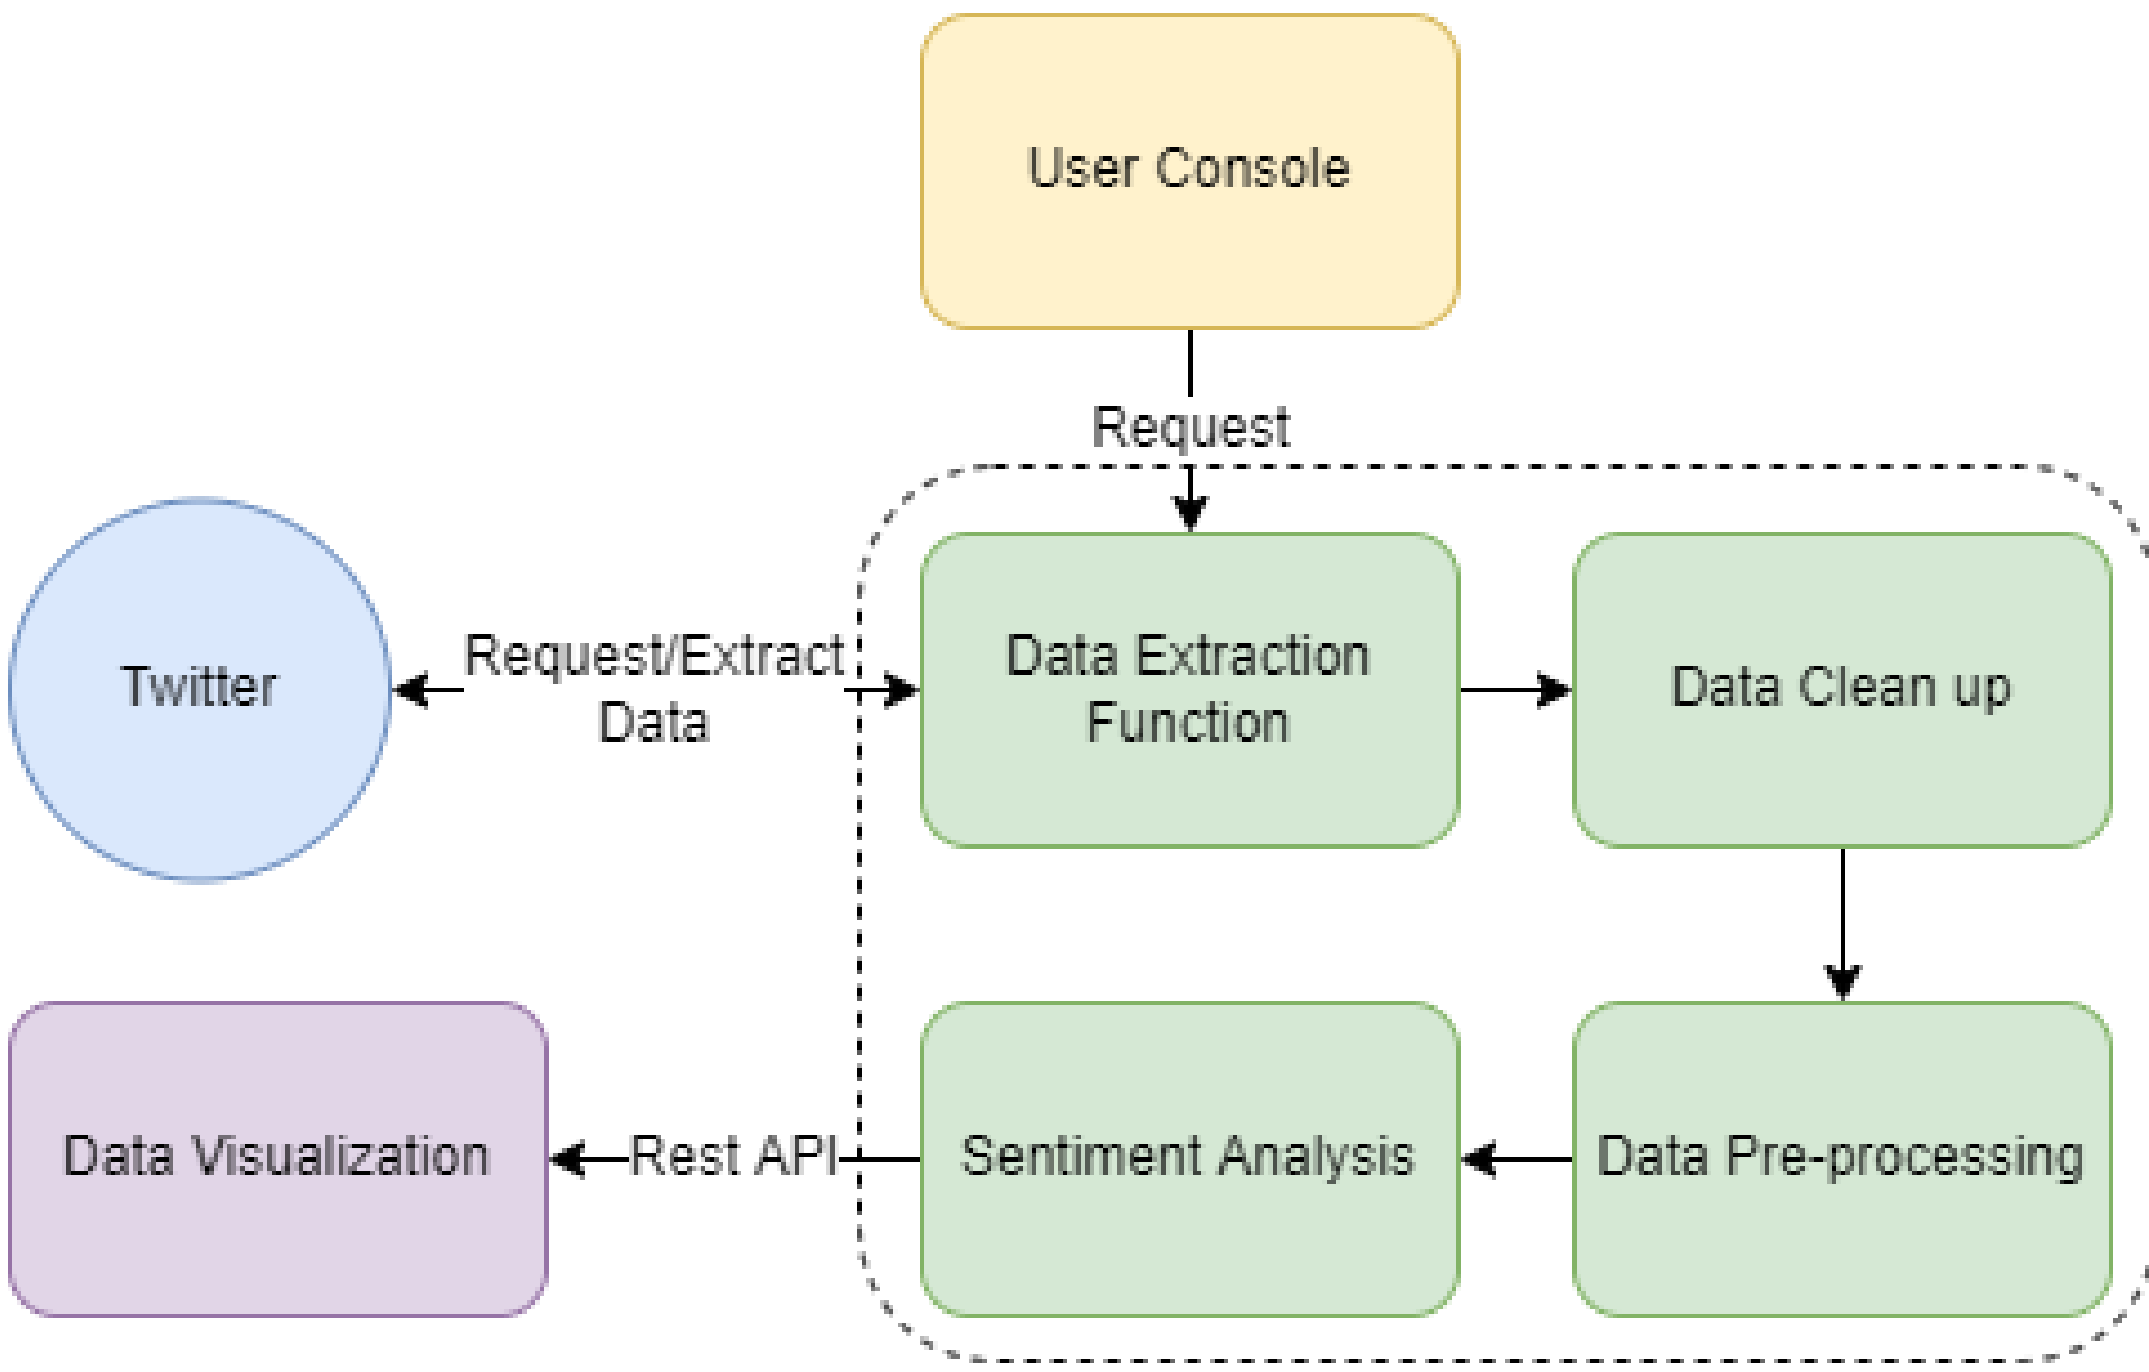 User Console
Request
Twitter
Request/Extract
Data
Data Extraction
Function
Data Clean up
Data Visualization
Rest API
Sentiment Analysis
Data Pre-processing